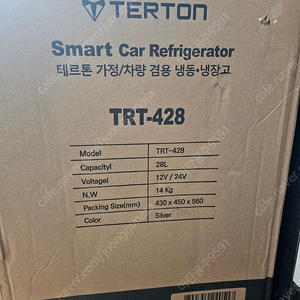 TERTON
Smart Car Refrigerator
테르톤 가정/차량 겸용 냉동·냉장고
TRT-428
Model TRT-428
Capacityl 28L
Voltagel 12V / 24V
N.W 14 Kg
Packing Size(mm) 430 x 450 x 560
Color Silver